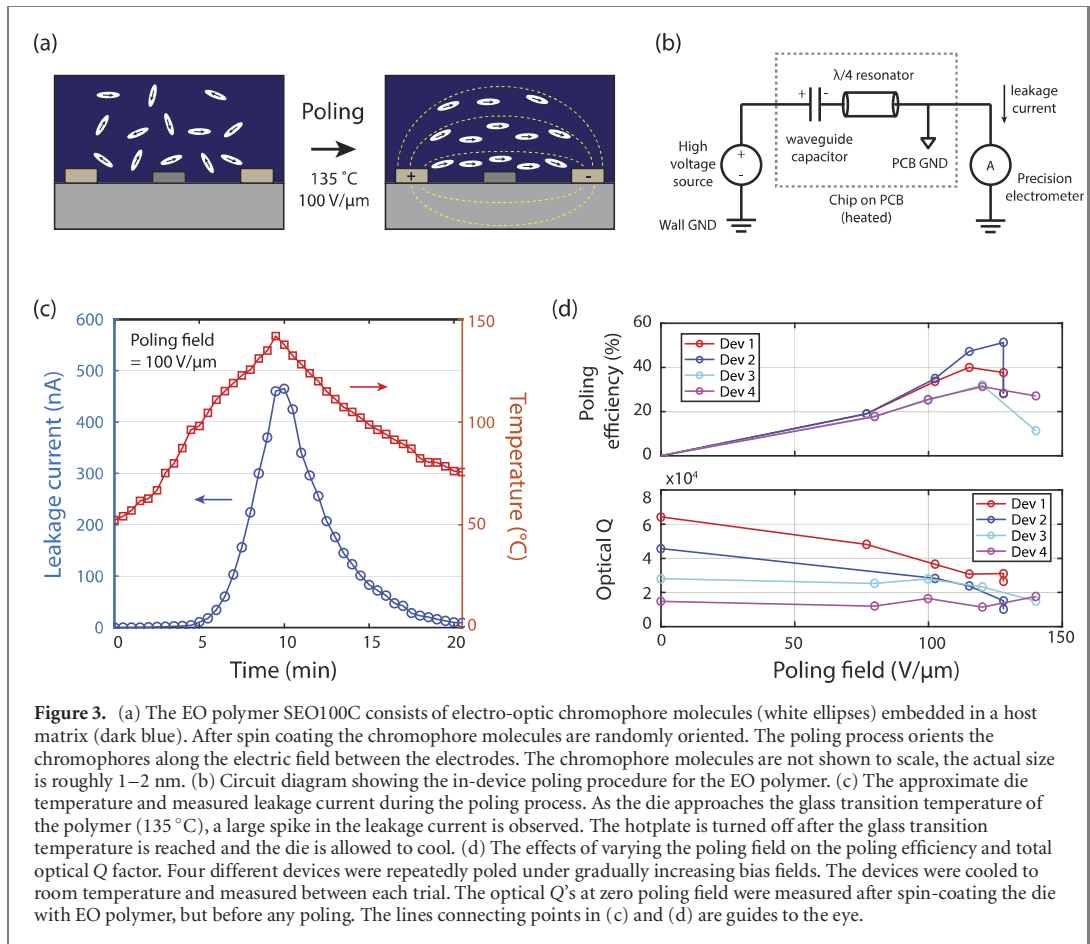 (a)
Poling
135 °C
100 V/μm
+
-
(b)
λ/4 resonator
+ -
leakage
current
waveguide
capacitor
PCB GND
High
voltage
source
+
-
A
Precision
electrometer
Chip on PCB
(heated)
Wall GND
(c)
600
500
400
300
200
100
0
Leakage current (nA)
Poling field
= 100 V/μm
150
100
50
0
Temperature (°C)
0 5 10 15 20
Time (min)
(d)
60
40
20
0
Poling
efficiency (%)
Dev 1
Dev 2
Dev 3
Dev 4
x10⁴
8
6
4
2
0
Optical Q
Dev 1
Dev 2
Dev 3
Dev 4
0 50 100 150
Poling field (V/μm)
Figure 3. (a) The EO polymer SEO100C consists of electro-optic chromophore molecules (white ellipses) embedded in a host
matrix (dark blue). After spin coating the chromophore molecules are randomly oriented. The poling process orients the
chromophores along the electric field between the electrodes. The chromophore molecules are not shown to scale, the actual size
is roughly 1–2 nm. (b) Circuit diagram showing the in-device poling procedure for the EO polymer. (c) The approximate die
temperature and measured leakage current during the poling process. As the die approaches the glass transition temperature of
the polymer (135 °C), a large spike in the leakage current is observed. The hotplate is turned off after the glass transition
temperature is reached and the die is allowed to cool. (d) The effects of varying the poling field on the poling efficiency and total
optical Q factor. Four different devices were repeatedly poled under gradually increasing bias fields. The devices were cooled to
room temperature and measured between each trial. The optical Q's at zero poling field were measured after spin-coating the die
with EO polymer, but before any poling. The lines connecting points in (c) and (d) are guides to the eye.